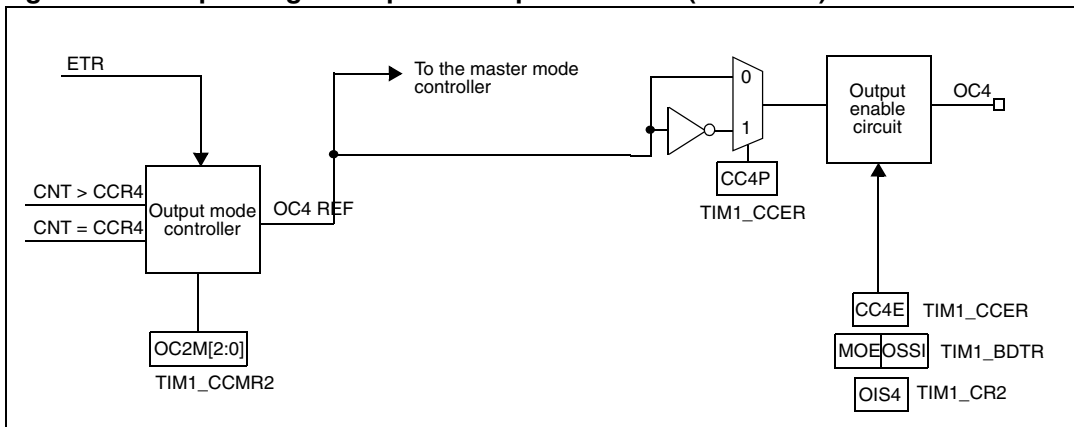 ETR
To the master mode
controller
0
1
Output
enable
circuit
OC4
CNT > CCR4
CNT = CCR4
Output mode
controller
OC4 REF
CC4P
TIM1_CCER
OC2M[2:0]
TIM1_CCMR2
CC4E TIM1_CCER
MOE OSSI TIM1_BDTR
OIS4 TIM1_CR2